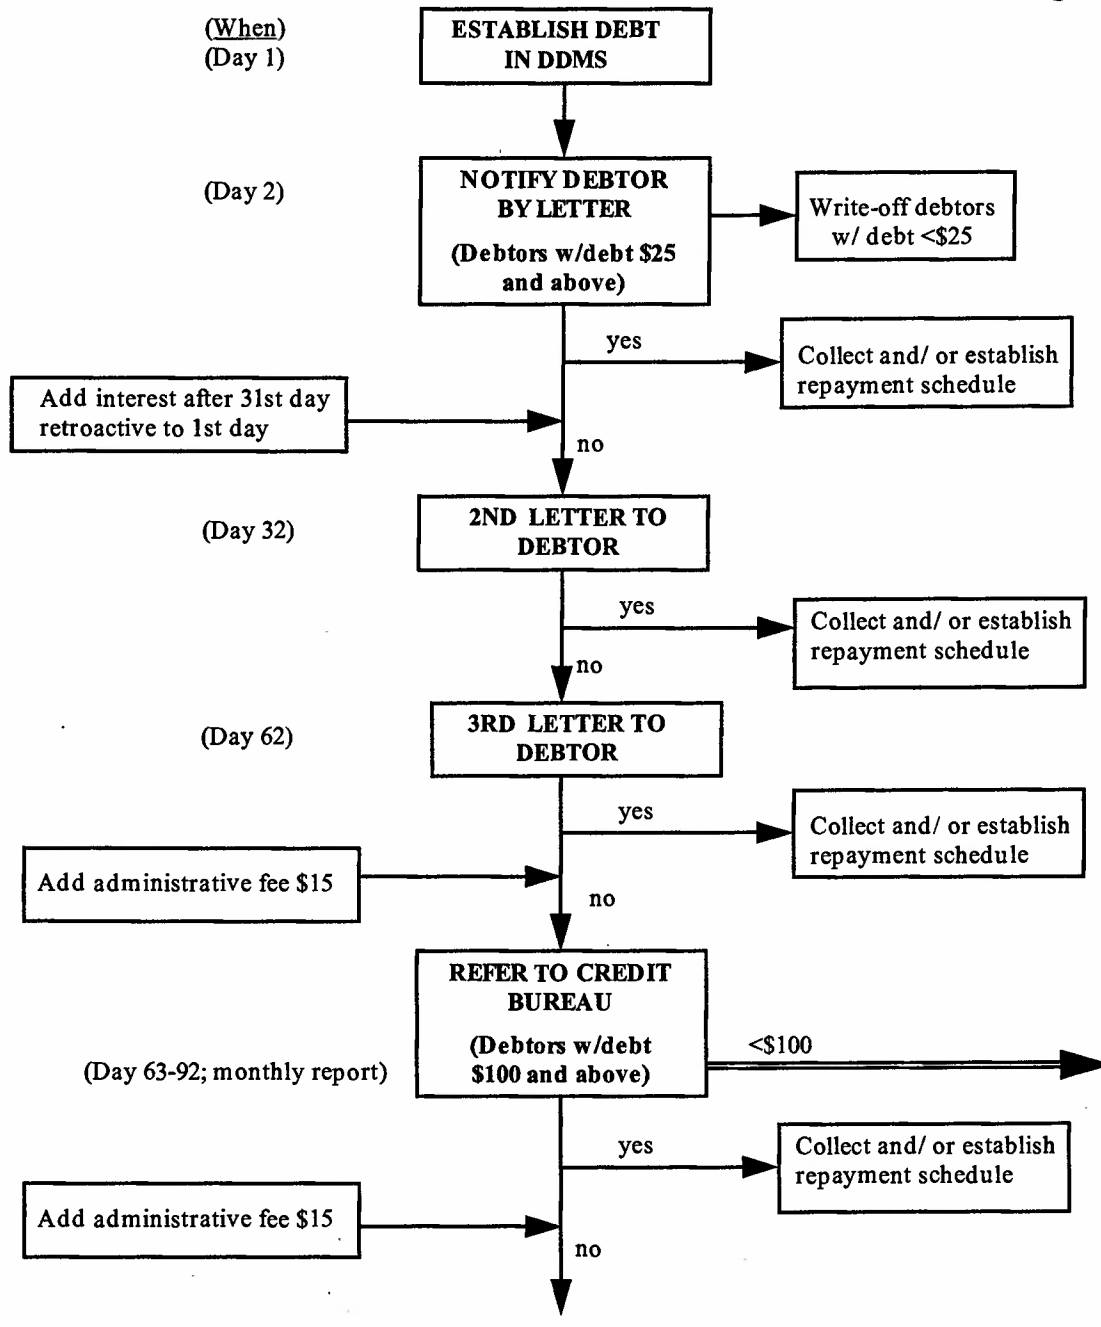 (When)
(Day 1)
ESTABLISH DEBT
IN DDMS
(Day 2)
NOTIFY DEBTOR
BY LETTER
(Debtors w/debt $25
and above)
Write-off debtors
w/ debt <$25
yes
Collect and/ or establish
repayment schedule
Add interest after 31st day
retroactive to 1st day
no
(Day 32)
2ND LETTER TO
DEBTOR
yes
Collect and/ or establish
repayment schedule
no
(Day 62)
3RD LETTER TO
DEBTOR
yes
Collect and/ or establish
repayment schedule
Add administrative fee $15
no
REFER TO CREDIT
BUREAU
(Debtors w/debt
$100 and above)
<$100
(Day 63-92; monthly report)
yes
Collect and/ or establish
repayment schedule
Add administrative fee $15
no